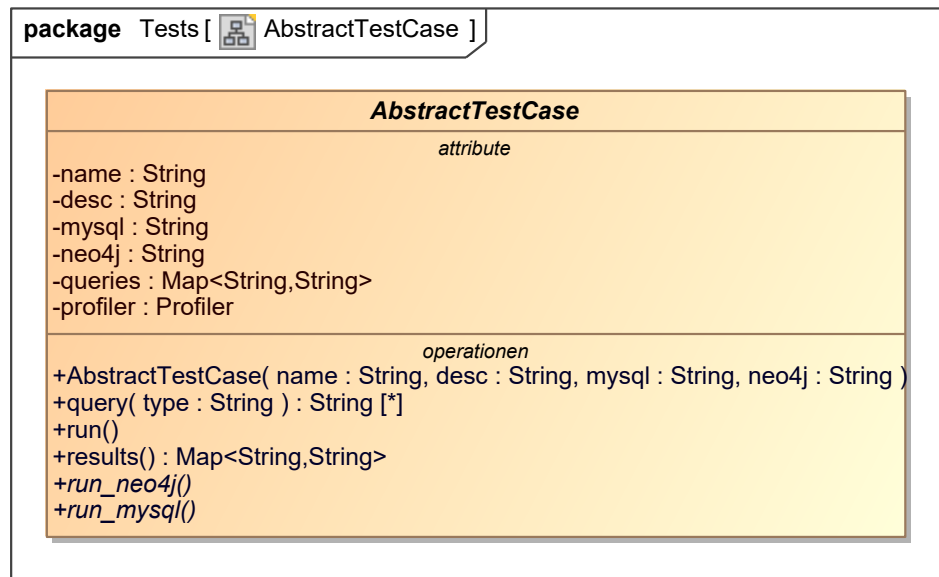 package Tests [ AbstractTestCase ]
AbstractTestCase
attribute
-name : String
-desc : String
-mysql : String
-neo4j : String
-queries : Map<String,String>
-profiler : Profiler
operationen
+AbstractTestCase( name : String, desc : String, mysql : String, neo4j : String )
+query( type : String ) : String [*]
+run()
+results() : Map<String,String>
+run_neo4j()
+run_mysql()